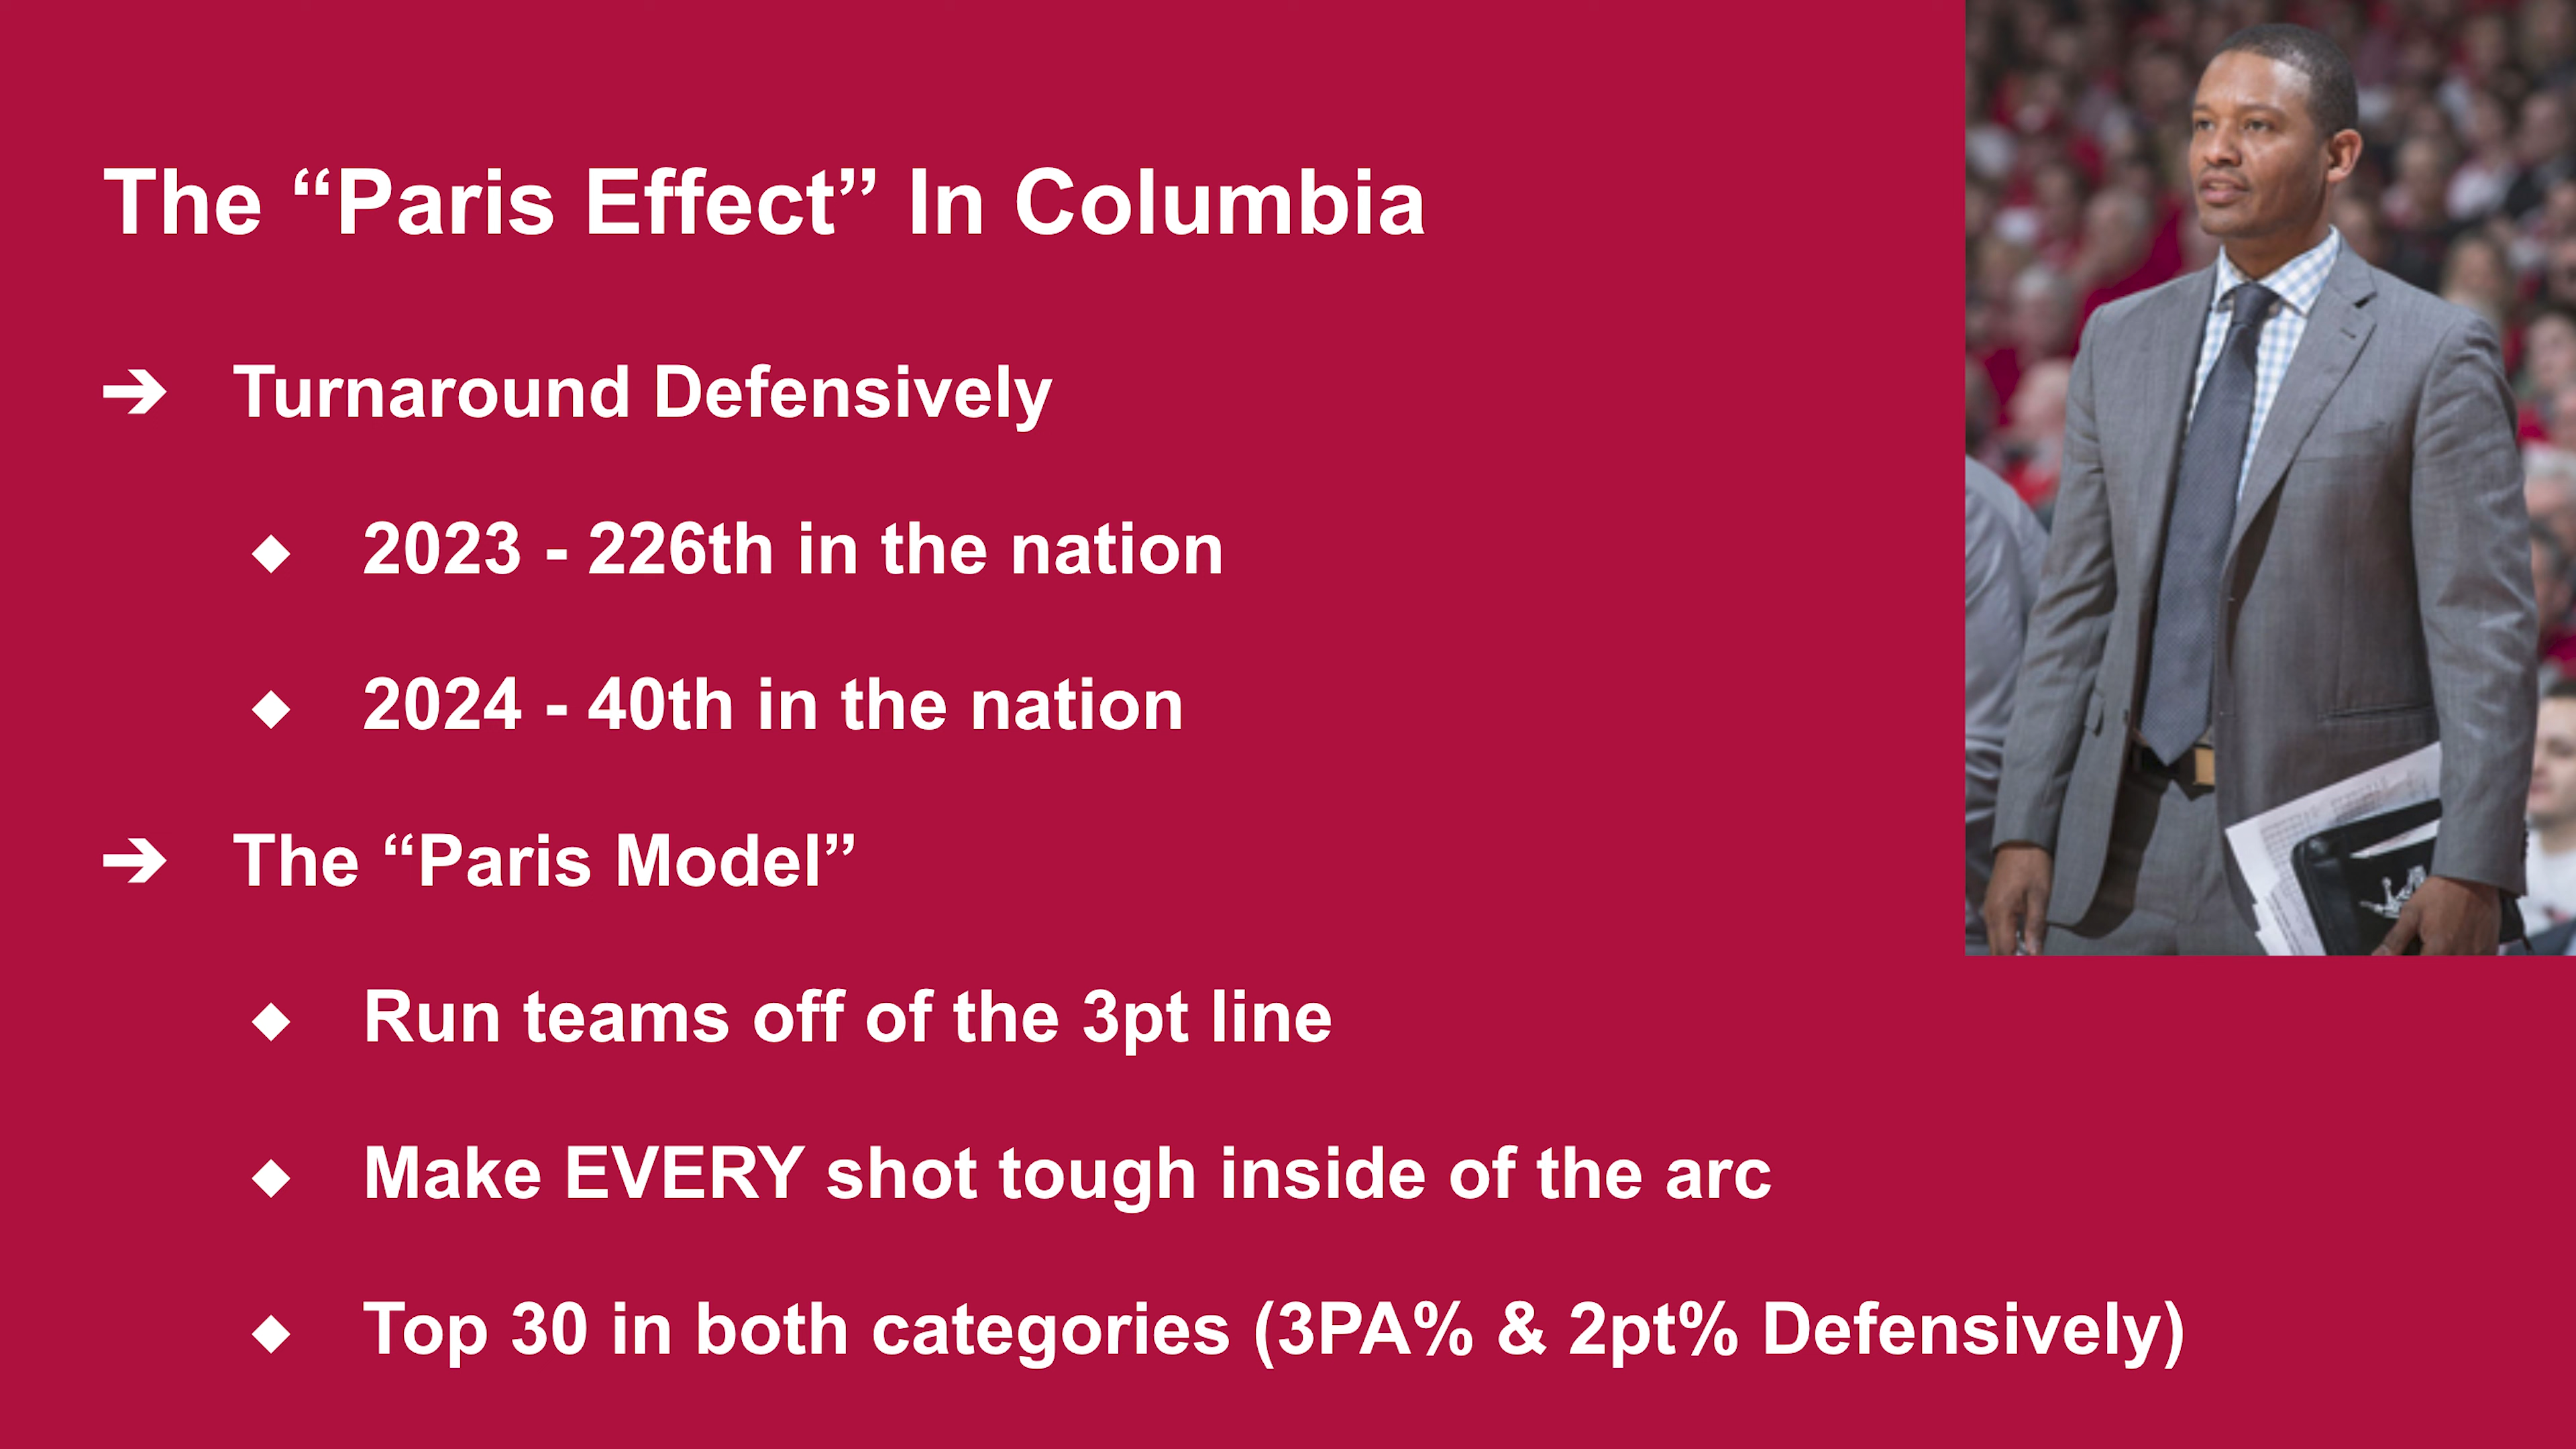 The “Paris Effect” In Columbia
➔ Turnaround Defensively
◆ 2023 - 226th in the nation
◆ 2024 - 40th in the nation
➔ The “Paris Model”
◆ Run teams off of the 3pt line
◆ Make EVERY shot tough inside of the arc
◆ Top 30 in both categories (3PA% & 2pt% Defensively)